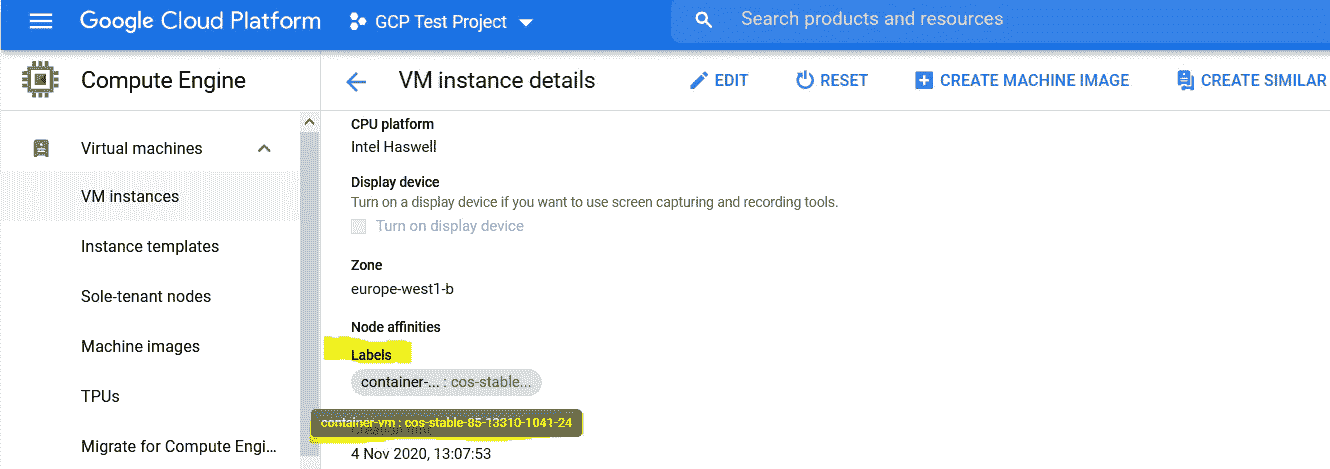 Google Cloud Platform
GCP Test Project
Search products and resources
Compute Engine
VM instance details
EDIT
RESET
CREATE MACHINE IMAGE
CREATE SIMILAR
Virtual machines
VM instances
Instance templates
Sole-tenant nodes
Machine images
TPUs
Migrate for Compute Engi...
CPU platform
Intel Haswell
Display device
Turn on a display device if you want to use screen capturing and recording tools.
Turn on display device
Zone
europe-west1-b
Node affinities
Labels
container-... : cos-stable...
container-vm : cos-stable-85-13310-1041-24
4 Nov 2020, 13:07:53